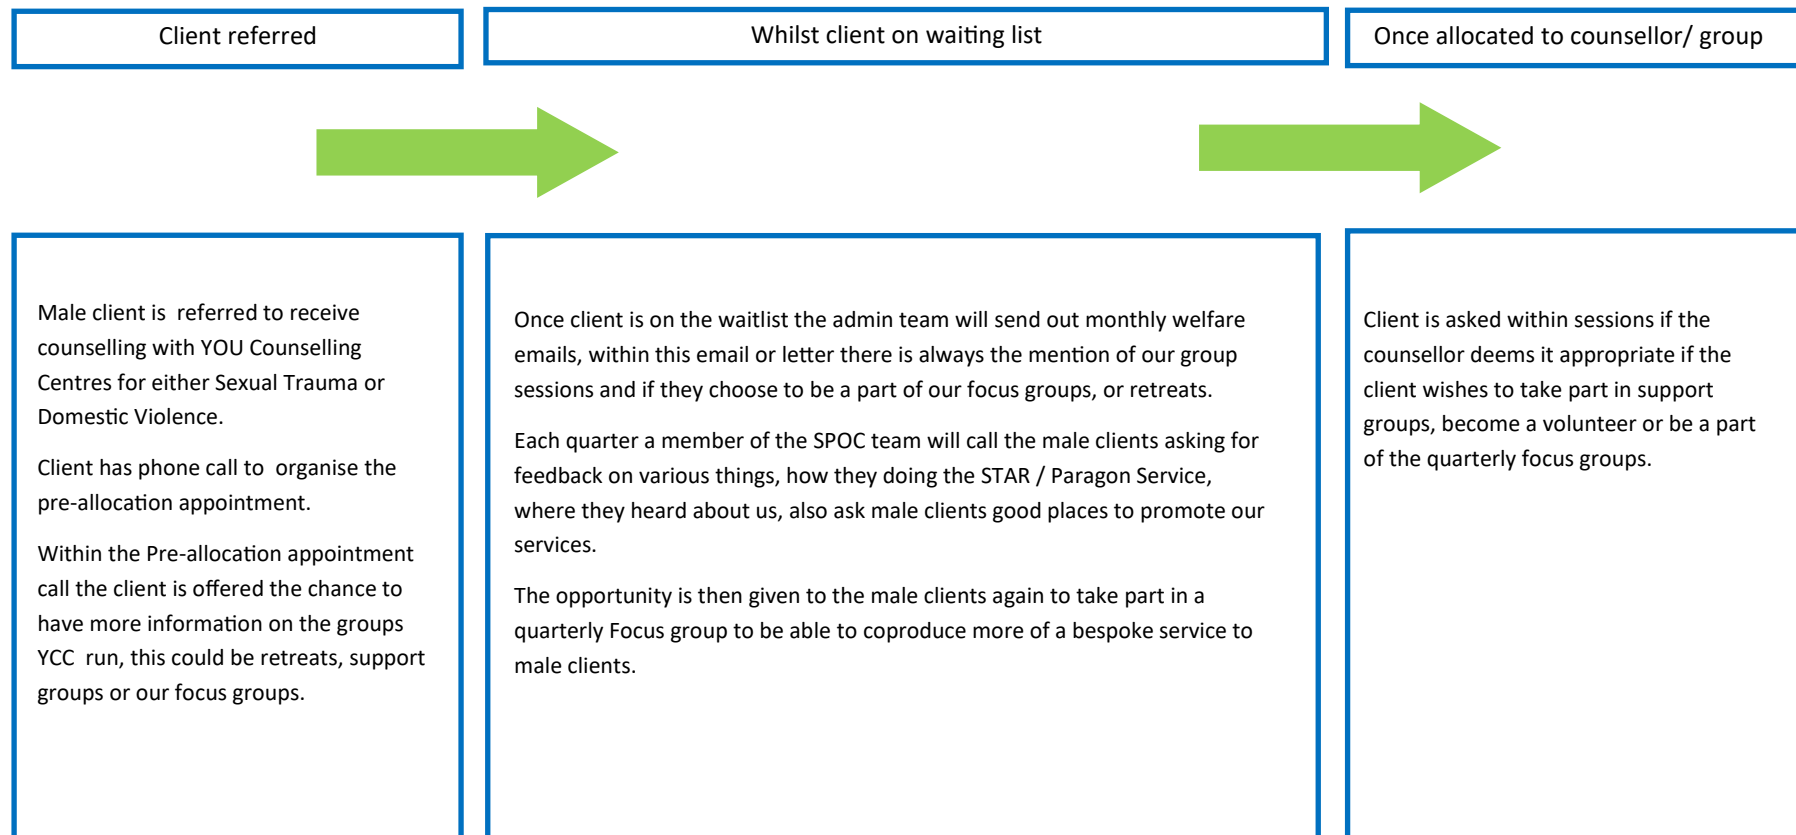 Client referred
Whilst client on waiting list
Once allocated to counsellor/ group
Male client is  referred to receive
counselling with YOU Counselling
Centres for either Sexual Trauma or
Domestic Violence.
Client has phone call to  organise the
pre-allocation appointment.
Within the Pre-allocation appointment
call the client is offered the chance to
have more information on the groups
YCC  run, this could be retreats, support
groups or our focus groups.
Once client is on the waitlist the admin team will send out monthly welfare
emails, within this email or letter there is always the mention of our group
sessions and if they choose to be a part of our focus groups, or retreats.
Each quarter a member of the SPOC team will call the male clients asking for
feedback on various things, how they doing the STAR / Paragon Service,
where they heard about us, also ask male clients good places to promote our
services.
The opportunity is then given to the male clients again to take part in a
quarterly Focus group to be able to coproduce more of a bespoke service to
male clients.
Client is asked within sessions if the
counsellor deems it appropriate if the
client wishes to take part in support
groups, become a volunteer or be a part
of the quarterly focus groups.